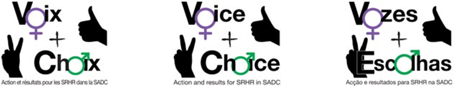 Voix
+
Choix
Action et résultats pour les SRHR dans la SADC
Voice
+
Choice
Action and results for SRHR in SADC
Vozes
+
Escolhas
Acção e resultados para SRHR na SADC